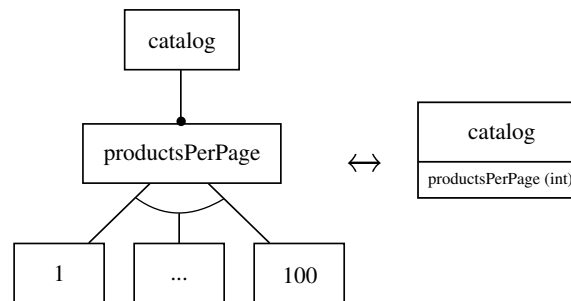 catalog
productsPerPage
1
...
100
↔
catalog
productsPerPage (int)